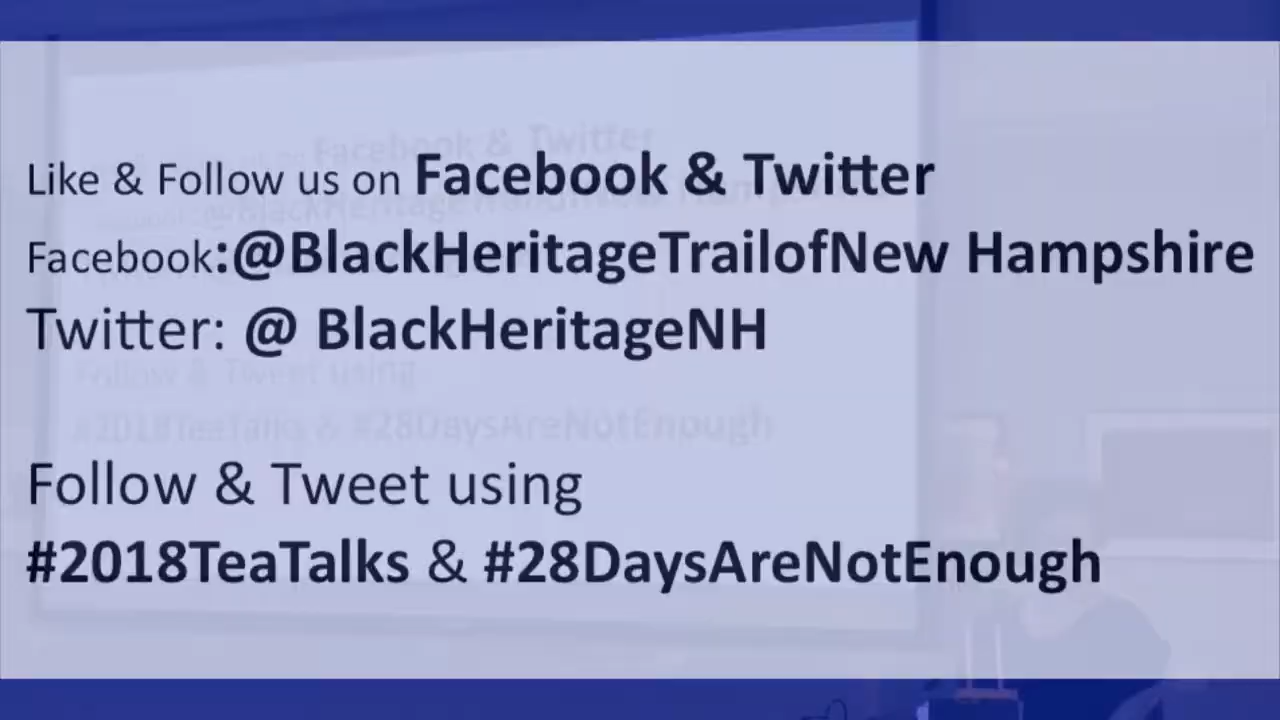 Like & Follow us on Facebook & Twitter
Facebook:@BlackHeritageTrailofNew Hampshire
Twitter: @ BlackHeritageNH
Follow & Tweet using
#2018TeaTalks & #28DaysAreNotEnough